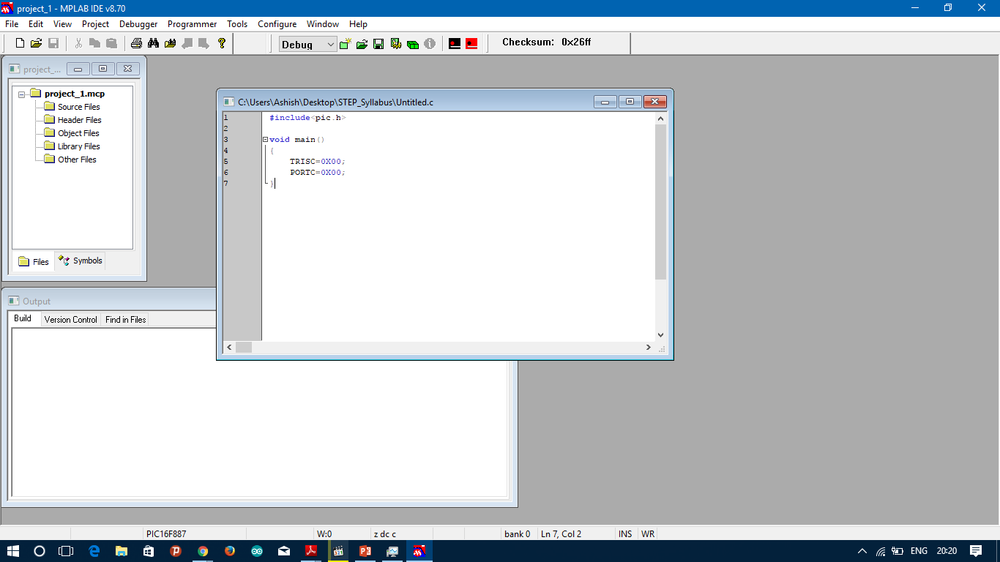 project_1 - MPLAB IDE v8.70
File Edit View Project Debugger Programmer Tools Configure Window Help
Debug
Checksum: 0x26ff
project_...
project_1.mcp
Source Files
Header Files
Object Files
Library Files
Other Files
Files Symbols
C:\Users\Ashish\Desktop\STEP_Syllabus\Untitled.c
1 #include<pic.h>
2
3 void main()
4 {
5 TRISC=0X00;
6 PORTC=0X00;
7 }
Output
Build Version Control Find in Files
PIC16F887 W:0 z dc c bank 0 Ln 7, Col 2 INS WR
ENG 20:20